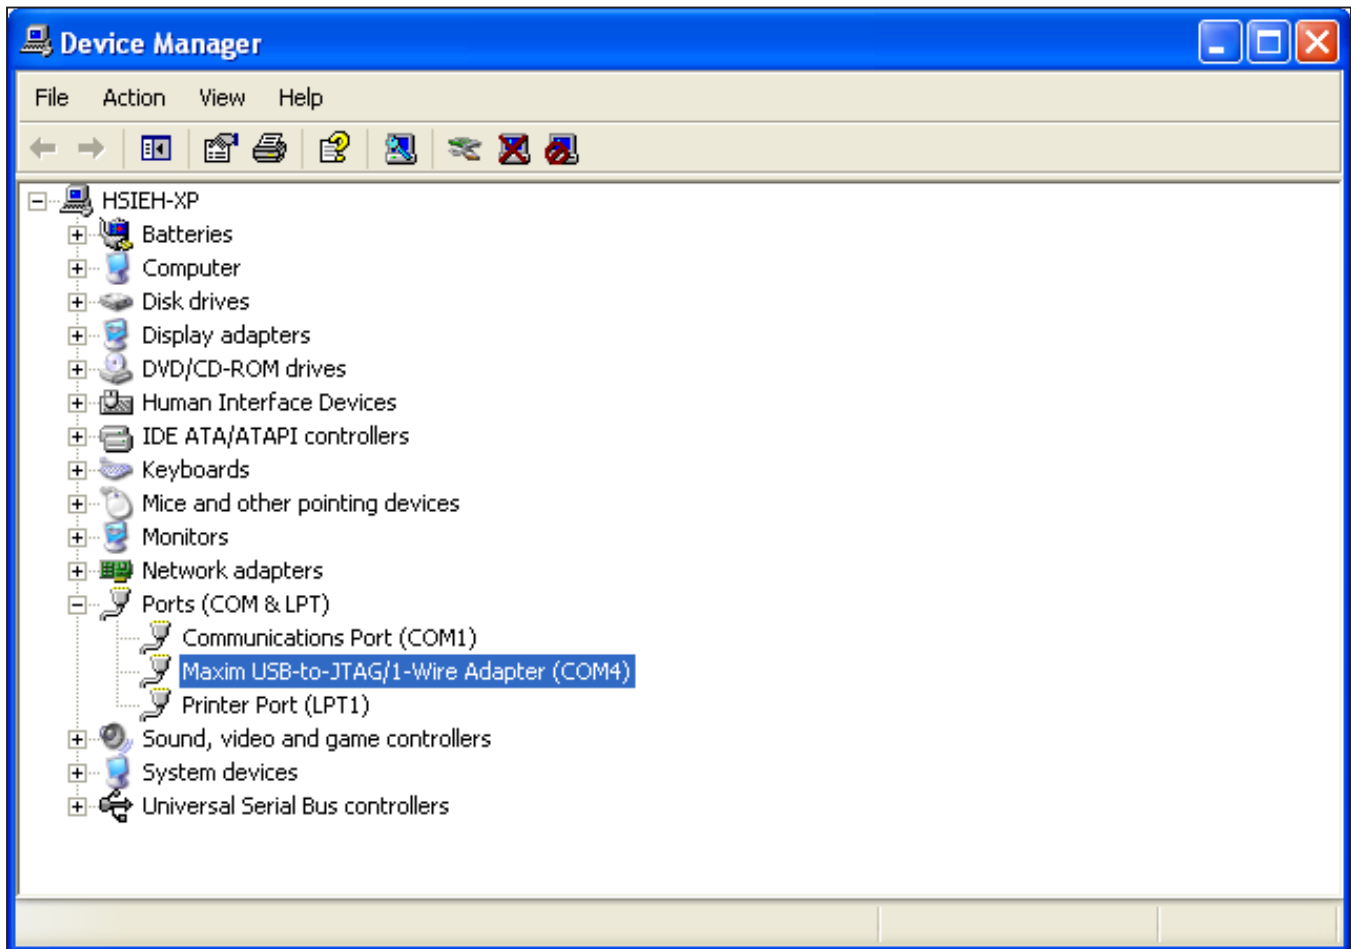 Device Manager
File Action View Help
HSIEH-XP
Batteries
Computer
Disk drives
Display adapters
DVD/CD-ROM drives
Human Interface Devices
IDE ATA/ATAPI controllers
Keyboards
Mice and other pointing devices
Monitors
Network adapters
Ports (COM & LPT)
Communications Port (COM1)
Maxim USB-to-JTAG/1-Wire Adapter (COM4)
Printer Port (LPT1)
Sound, video and game controllers
System devices
Universal Serial Bus controllers